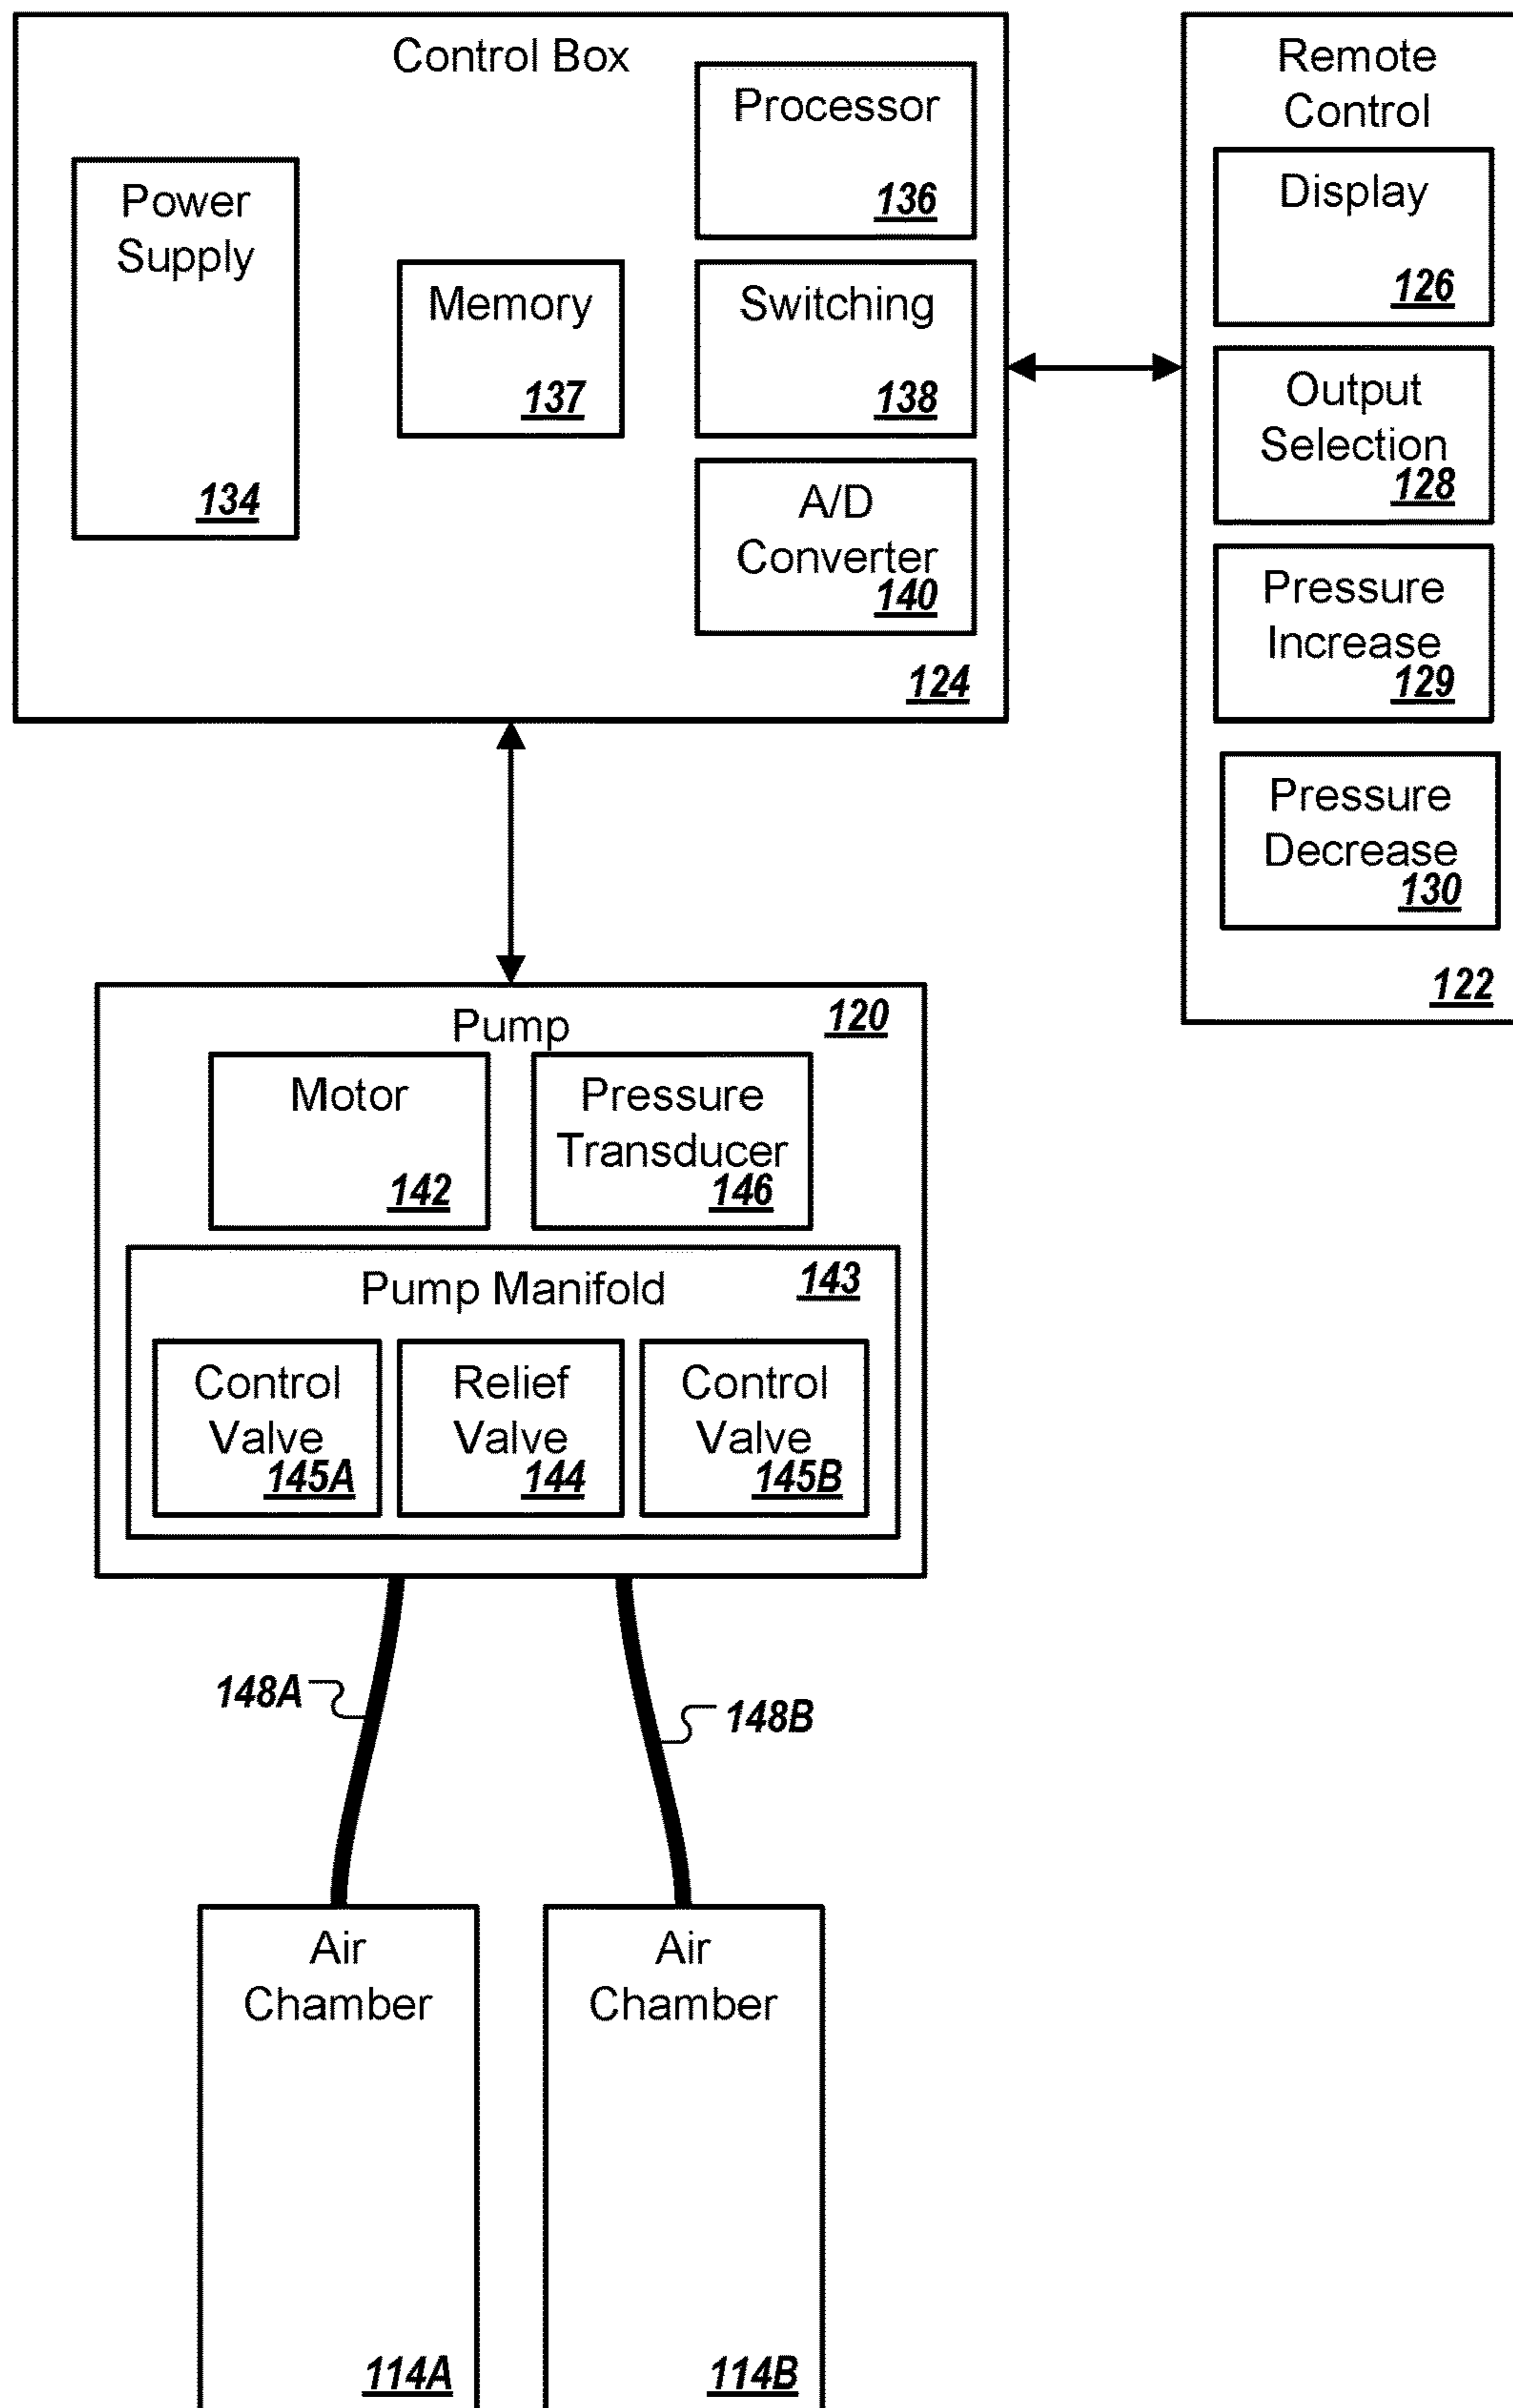 Control Box
Power
Supply
134
Memory
137
Processor
136
Switching
138
A/D
Converter
140
124
Remote
Control
Display
126
Output
Selection
128
Pressure
Increase
129
Pressure
Decrease
130
122
Pump
120
Motor
142
Pressure
Transducer
146
Pump Manifold
143
Control
Valve
145A
Relief
Valve
144
Control
Valve
145B
148A
148B
Air
Chamber
114A
Air
Chamber
114B